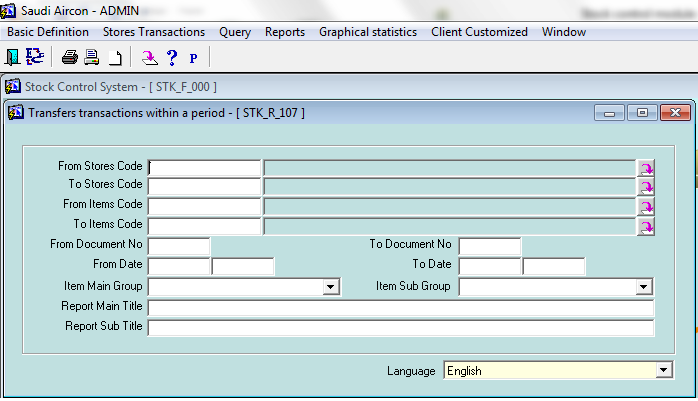 Saudi Aircon - ADMIN
Basic Definition Stores Transactions Query Reports Graphical statistics Client Customized Window
? P
Stock Control System - [ STK_F_000 ]
Transfers transactions within a period - [ STK_R_107 ]
From Stores Code
To Stores Code
From Items Code
To Items Code
From Document No To Document No
From Date To Date
Item Main Group Item Sub Group
Report Main Title
Report Sub Title
Language English